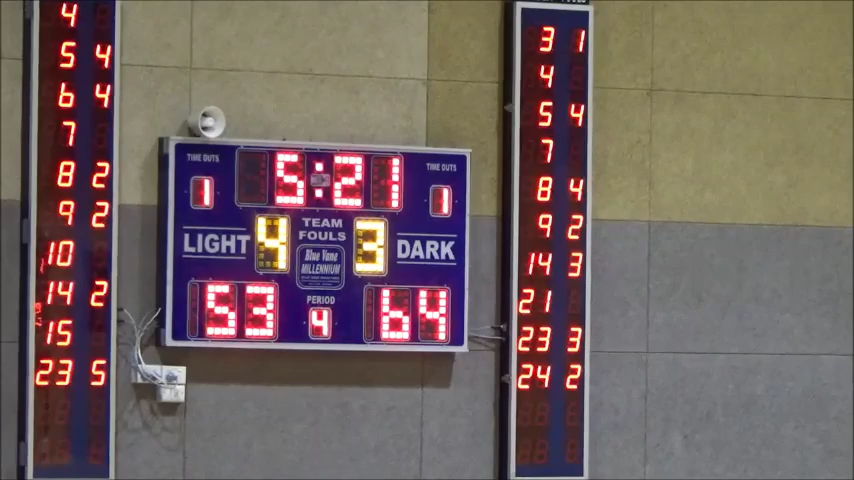 4
5 4
6 4
7
8 2
9 2
10
14 2
15
23 5
TIME OUTS
1
5:21
TIME OUTS
1
TEAM
FOULS
LIGHT 4
3 DARK
Blue Vane
MILLENNIUM
PERIOD
53 4 64
3 1
4
5 4
7
8 4
9 2
14 3
21
23 3
24 2